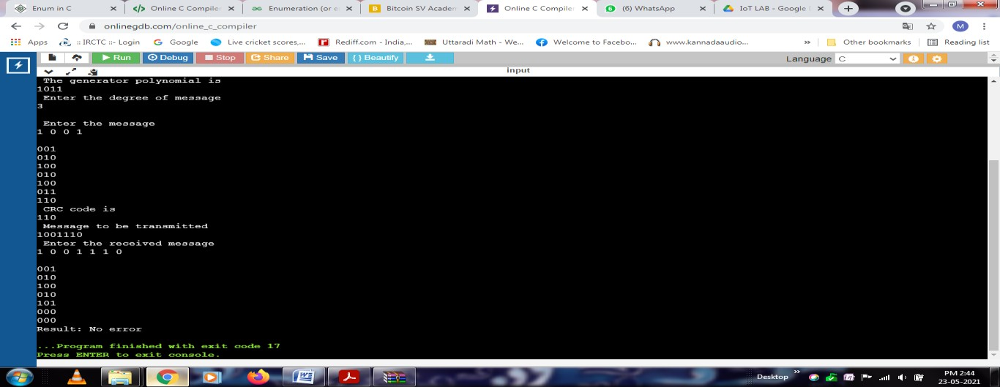 Enum in C
Online C Compile
Enumeration (or e
Bitcoin SV Academ
Online C Compile
(6) WhatsApp
IoT LAB - Google
onlinegdb.com/online_c_compiler
M
Apps
:: IRCTC ::- Login
Google
Live cricket scores,...
Rediff.com - India,...
Uttaradi Math - We...
Welcome to Facebo...
www.kannadaaudio...
»
Other bookmarks
Reading list
Run
Debug
Stop
Share
Save
{ } Beautify
Language
C
input
The generator polynomial is
1011
Enter the degree of message
3
Enter the message
1 0 0 1
001
010
100
010
100
011
110
CRC code is
110
Message to be transmitted
1001110
Enter the received message
1 0 0 1 1 1 0
001
010
100
010
101
000
000
Result: No error
...Program finished with exit code 17
Press ENTER to exit console.
Desktop
»
PM 2:44
23-05-2021